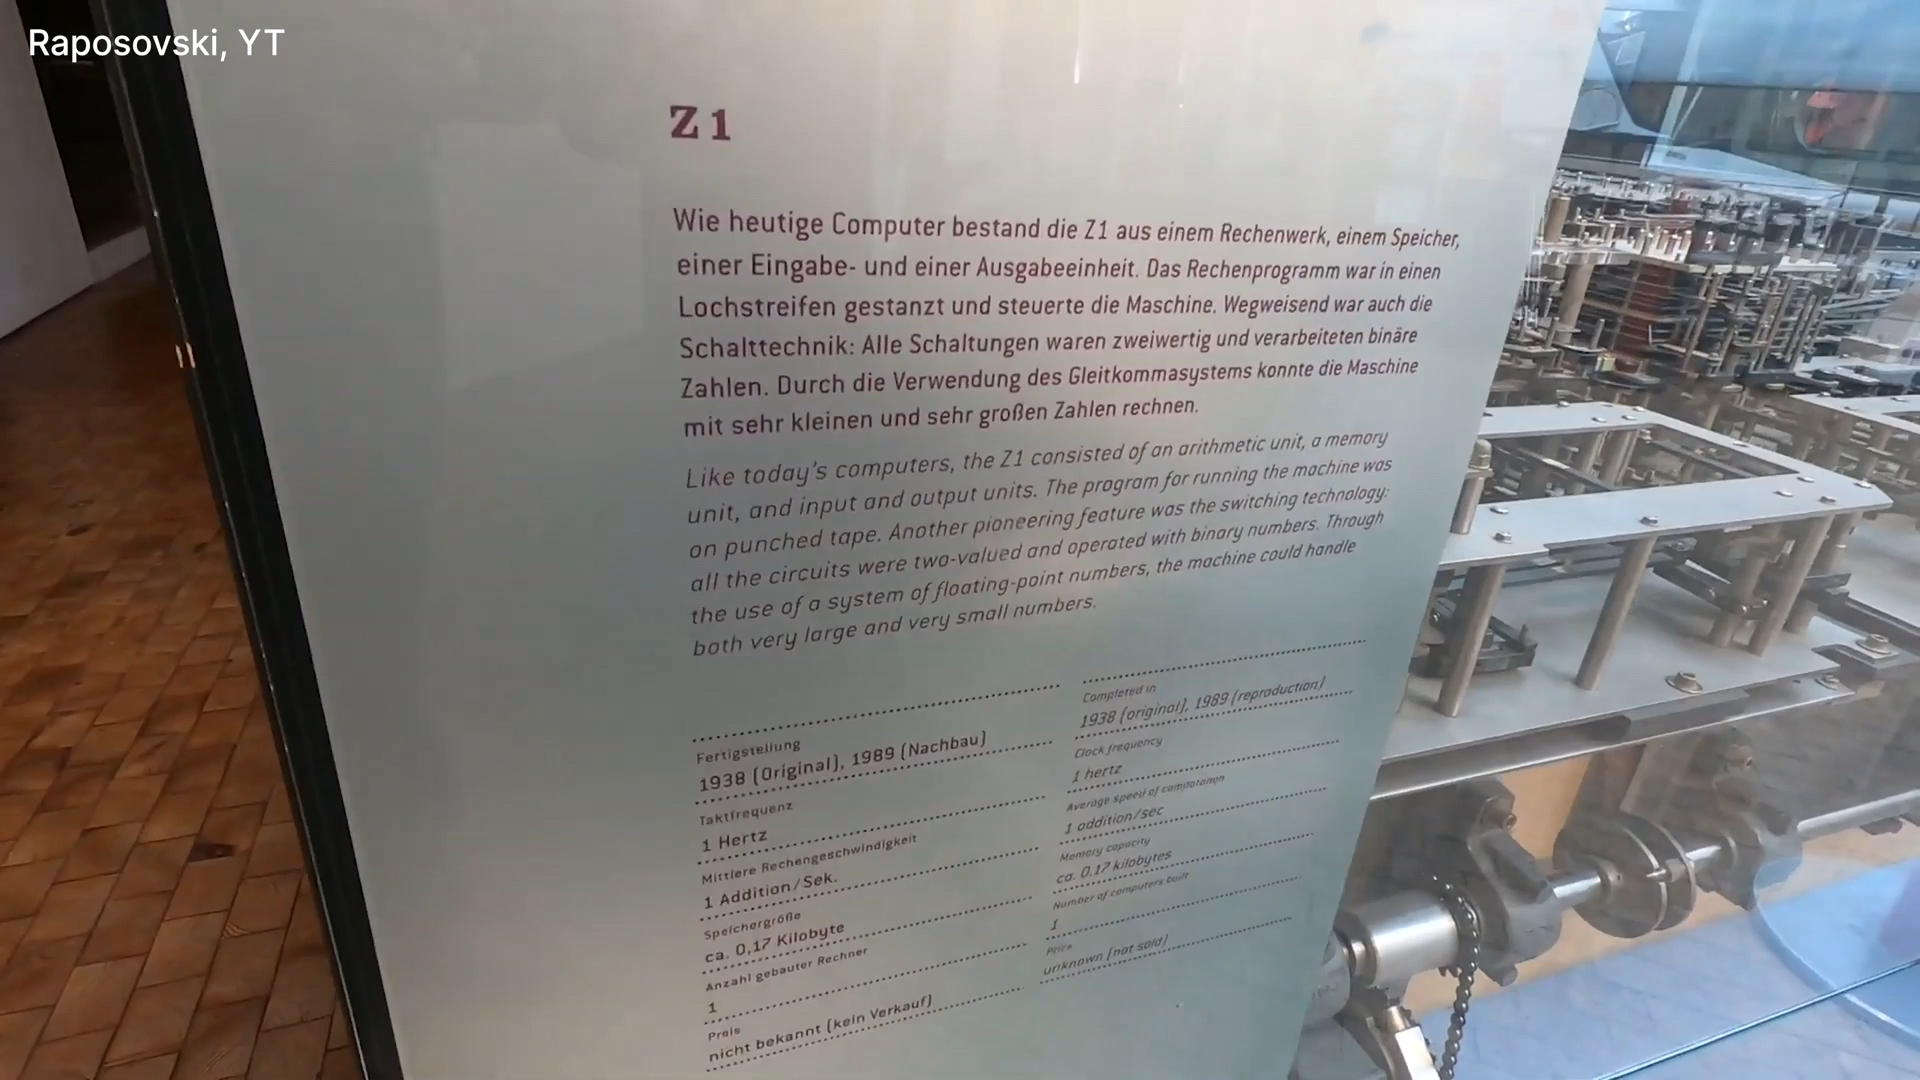 Raposovski, YT
Z 1
Wie heutige Computer bestand die Z1 aus einem Rechenwerk, einem Speicher,
einer Eingabe- und einer Ausgabeeinheit. Das Rechenprogramm war in einen
Lochstreifen gestanzt und steuerte die Maschine. Wegweisend war auch die
Schalttechnik: Alle Schaltungen waren zweiwertig und verarbeiteten binäre
Zahlen. Durch die Verwendung des Gleitkommasystems konnte die Maschine
mit sehr kleinen und sehr großen Zahlen rechnen.
Like today's computers, the Z1 consisted of an arithmetic unit, a memory
unit, and input and output units. The program for running the machine was
on punched tape. Another pioneering feature was the switching technology:
all the circuits were two-valued and operated with binary numbers. Through
the use of a system of floating-point numbers, the machine could handle
both very large and very small numbers.
Fertigstellung
1938 (Original), 1989 (Nachbau)
Taktfrequenz
1 Hertz
Mittlere Rechengeschwindigkeit
1 Addition/Sek.
Speichergröße
ca. 0,17 Kilobyte
Anzahl gebauter Rechner
1
Preis
nicht bekannt (kein Verkauf)
Completed in
1938 (original), 1989 (reproduction)
Clock frequency
1 hertz
Average speed of computation
1 addition/sec
Memory capacity
ca. 0.17 kilobytes
Number of computers built
1
Price
unknown (not sold)